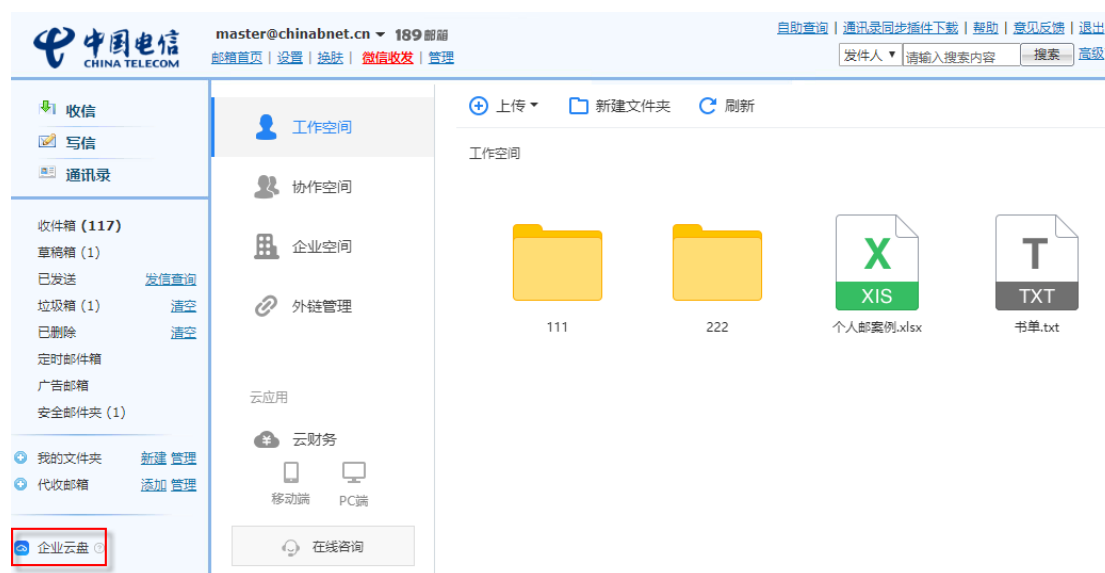 中国电信
CHINA TELECOM
master@chinabnet.cn 189邮箱
邮箱首页 | 设置 | 换肤 | 微信收发 | 管理
自助查询 | 通讯录同步插件下载 | 帮助 | 意见反馈 | 退出
发件人 请输入搜索内容 搜索 高级
收信
写信
通讯录
收件箱 (117)
草稿箱 (1)
已发送 发信查询
垃圾箱 (1) 清空
已删除 清空
定时邮件箱
广告邮箱
安全邮件夹 (1)
我的文件夹 新建 管理
代收邮箱 添加 管理
企业云盘
工作空间
协作空间
企业空间
外链管理
云应用
云财务
移动端 PC端
在线咨询
上传 新建文件夹 刷新
工作空间
X
XIS
T
TXT
111 222 个人邮案例.xlsx 书单.txt